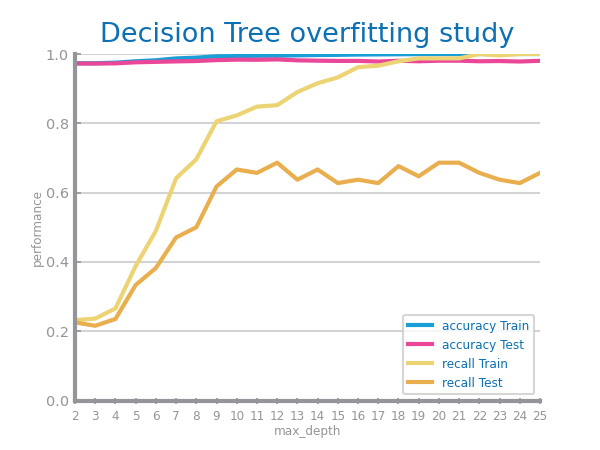 Decision Tree overfitting study
1.0
0.8
0.6
0.4
0.2
0.0
performance
2 3 4 5 6 7 8 9 10 11 12 13 14 15 16 17 18 19 20 21 22 23 24 25
max_depth
accuracy Train
accuracy Test
recall Train
recall Test